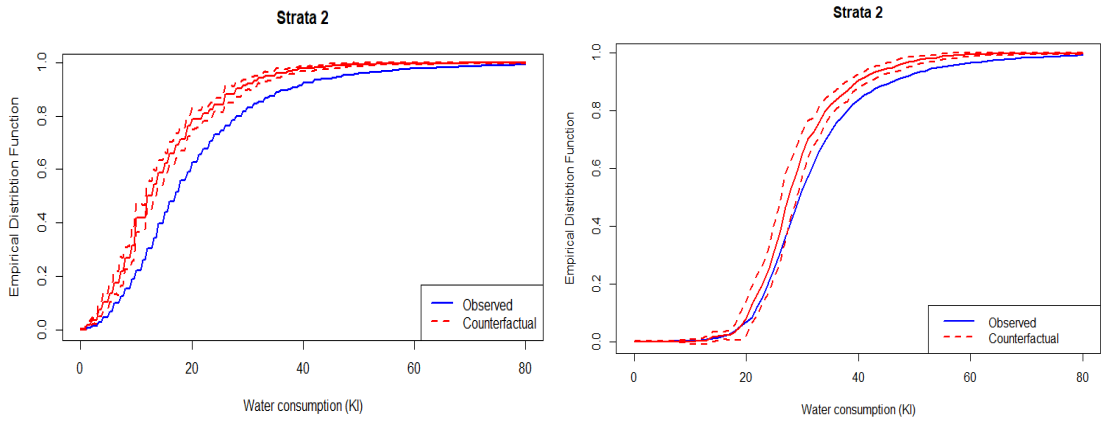 Strata 2
Empirical Distribtion Function
1.0
0.8
0.6
0.4
0.2
0.0
0
20
40
60
80
Water consumption (Kl)
Observed
Counterfactual
Strata 2
Empirical Distribtion Function
1.0
0.8
0.6
0.4
0.2
0.0
0
20
40
60
80
Water consumption (Kl)
Observed
Counterfactual